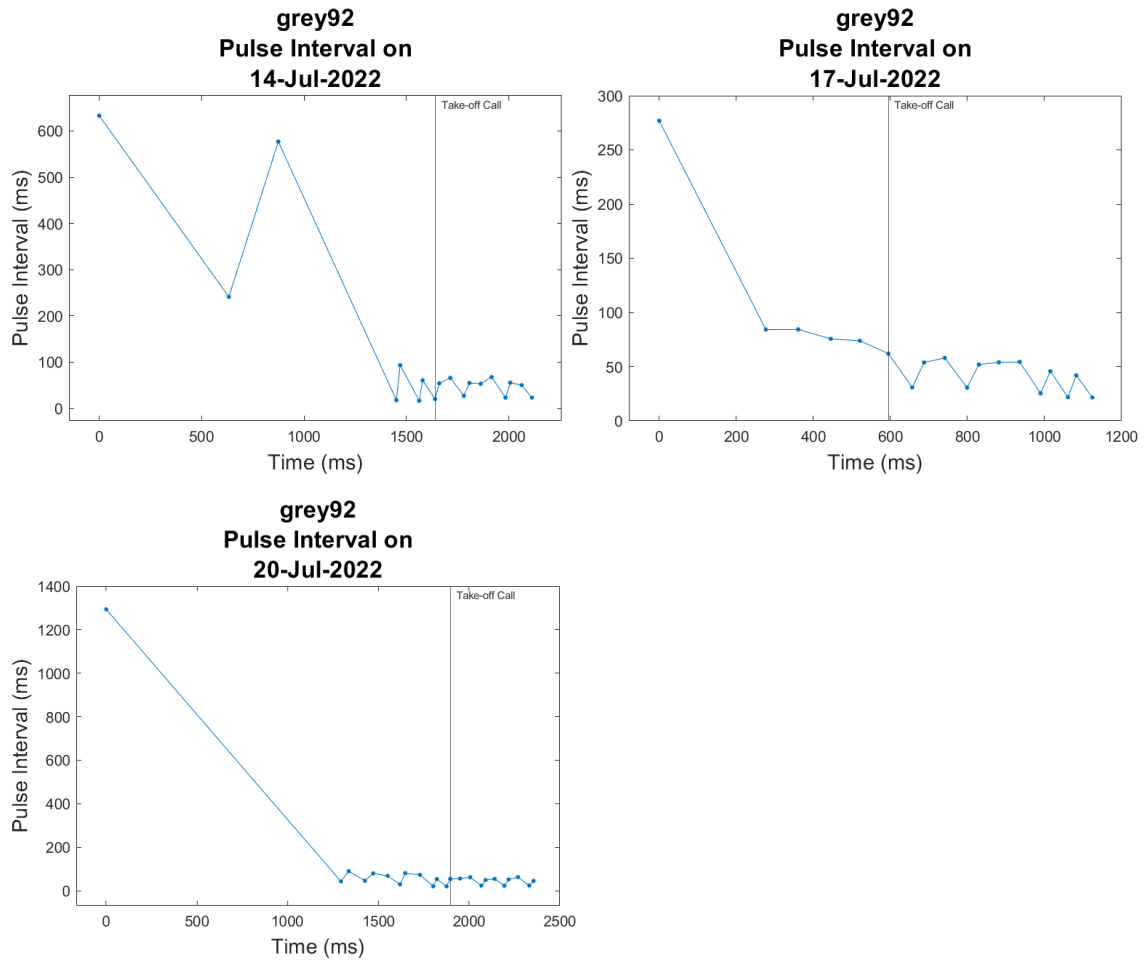 grey92
Pulse Interval on
14-Jul-2022
Take-off Call
600
500
400
300
200
100
0
Pulse Interval (ms)
0 500 1000 1500 2000
Time (ms)
grey92
Pulse Interval on
17-Jul-2022
Take-off Call
300
250
200
150
100
50
0
Pulse Interval (ms)
0 200 400 600 800 1000 1200
Time (ms)
grey92
Pulse Interval on
20-Jul-2022
Take-off Call
1400
1200
1000
800
600
400
200
0
Pulse Interval (ms)
0 500 1000 1500 2000 2500
Time (ms)